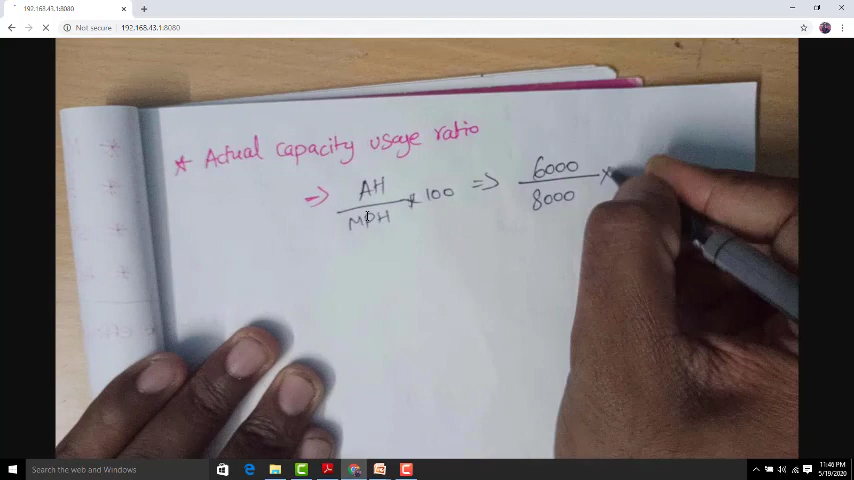 192.168.43.1:8080
Not secure
192.168.43.1:8080
* Actual capacity usage ratio
⇒ AH / MPH × 100 ⇒ 6000 / 8000 ×
Search the web and Windows
11:46 PM
5/19/2020